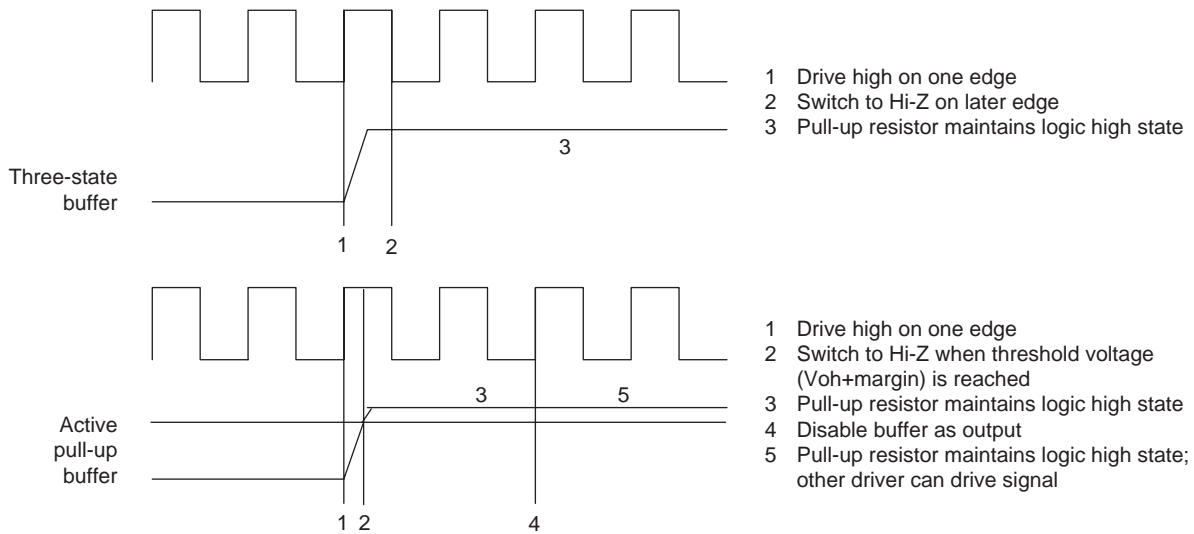 1 Drive high on one edge
2 Switch to Hi-Z on later edge
3 Pull-up resistor maintains logic high state
3
Three-state
buffer
1 2
1 Drive high on one edge
2 Switch to Hi-Z when threshold voltage
(Voh+margin) is reached
3 Pull-up resistor maintains logic high state
4 Disable buffer as output
5 Pull-up resistor maintains logic high state;
other driver can drive signal
3 5
Active
pull-up
buffer
1 2 4